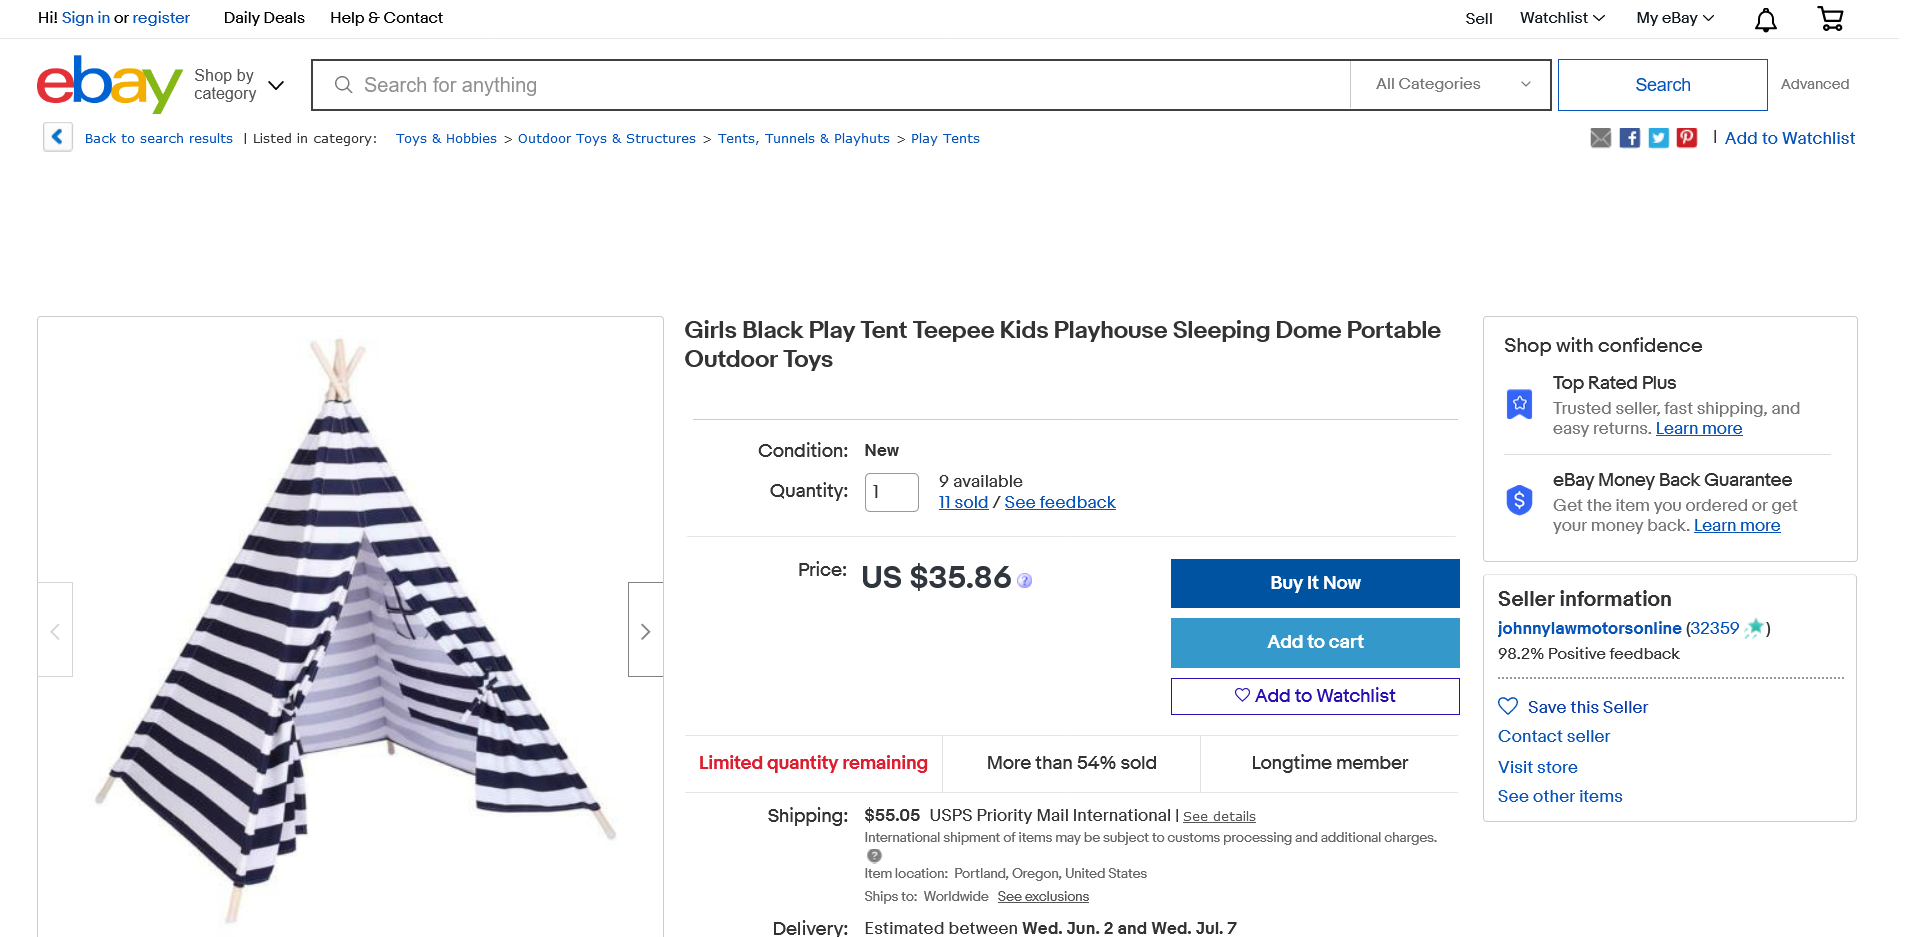 Hi! Sign in or register Daily Deals Help & Contact Sell Watchlist My eBay
ebay
Shop by category
Search for anything
All Categories
Search
Advanced
Back to search results | Listed in category: Toys & Hobbies > Outdoor Toys & Structures > Tents, Tunnels & Playhuts > Play Tents
| Add to Watchlist
Girls Black Play Tent Teepee Kids Playhouse Sleeping Dome Portable
Outdoor Toys
Condition: New
Quantity: 1
9 available
11 sold / See feedback
Price: US $35.86
Buy It Now
Add to cart
Add to Watchlist
Limited quantity remaining
More than 54% sold
Longtime member
Shipping: $55.05 USPS Priority Mail International | See details
International shipment of items may be subject to customs processing and additional charges.
?
Item location: Portland, Oregon, United States
Ships to: Worldwide See exclusions
Delivery: Estimated between Wed. Jun. 2 and Wed. Jul. 7
Shop with confidence
Top Rated Plus
Trusted seller, fast shipping, and
easy returns. Learn more
eBay Money Back Guarantee
Get the item you ordered or get
your money back. Learn more
Seller information
johnnylawmotorsonline (32359)
98.2% Positive feedback
Save this Seller
Contact seller
Visit store
See other items